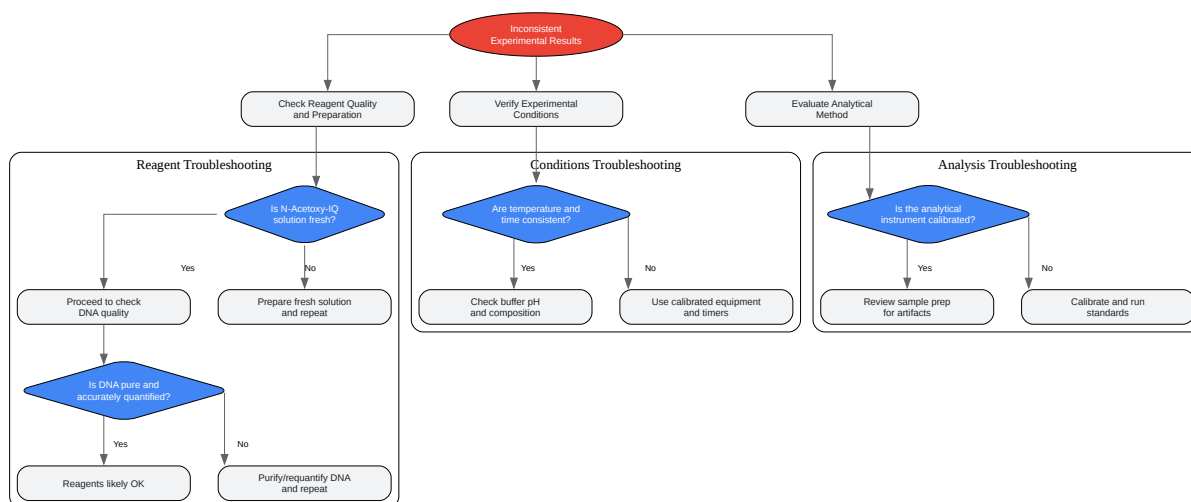 Inconsistent
Experimental Results
Check Reagent Quality
and Preparation
Verify Experimental
Conditions
Evaluate Analytical
Method
Reagent Troubleshooting
Conditions Troubleshooting
Analysis Troubleshooting
Is N-Acetoxy-IQ
solution fresh?
Are temperature and
time consistent?
Is the analytical
instrument calibrated?
Yes
No
Yes
No
Yes
No
Proceed to check
DNA quality
Prepare fresh solution
and repeat
Check buffer pH
and composition
Use calibrated equipment
and timers
Review sample prep
for artifacts
Calibrate and run
standards
Is DNA pure and
accurately quantified?
Yes
No
Reagents likely OK
Purify/requantify DNA
and repeat